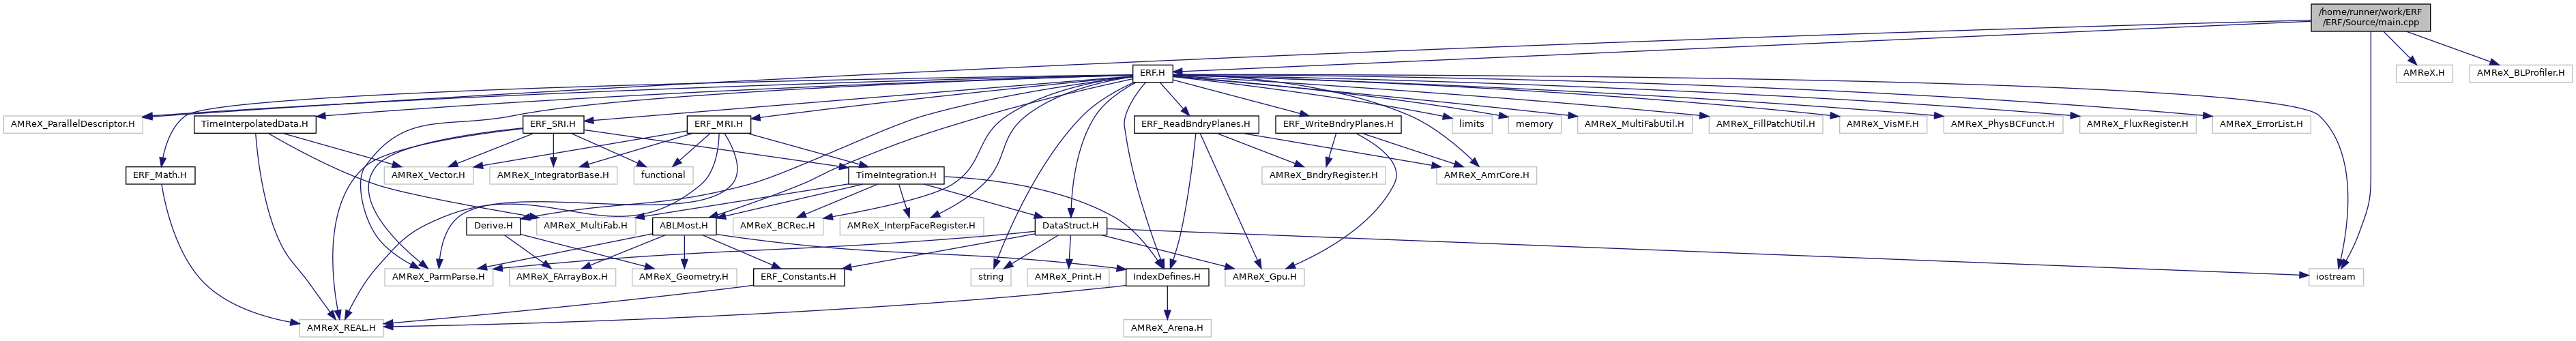 /home/runner/work/ERF
/ERF/Source/main.cpp
ERF.H
AMReX.H
AMReX_BLProfiler.H
AMReX_ParallelDescriptor.H
TimeInterpolatedData.H
ERF_SRI.H
ERF_MRI.H
ERF_ReadBndryPlanes.H
ERF_WriteBndryPlanes.H
limits
memory
AMReX_MultiFabUtil.H
AMReX_FillPatchUtil.H
AMReX_VisMF.H
AMReX_PhysBCFunct.H
AMReX_FluxRegister.H
AMReX_ErrorList.H
ERF_Math.H
AMReX_Vector.H
AMReX_IntegratorBase.H
functional
TimeIntegration.H
AMReX_BndryRegister.H
AMReX_AmrCore.H
Derive.H
AMReX_MultiFab.H
ABLMost.H
AMReX_BCRec.H
AMReX_InterpFaceRegister.H
DataStruct.H
AMReX_ParmParse.H
AMReX_FArrayBox.H
AMReX_Geometry.H
ERF_Constants.H
string
AMReX_Print.H
IndexDefines.H
AMReX_Gpu.H
iostream
AMReX_REAL.H
AMReX_Arena.H